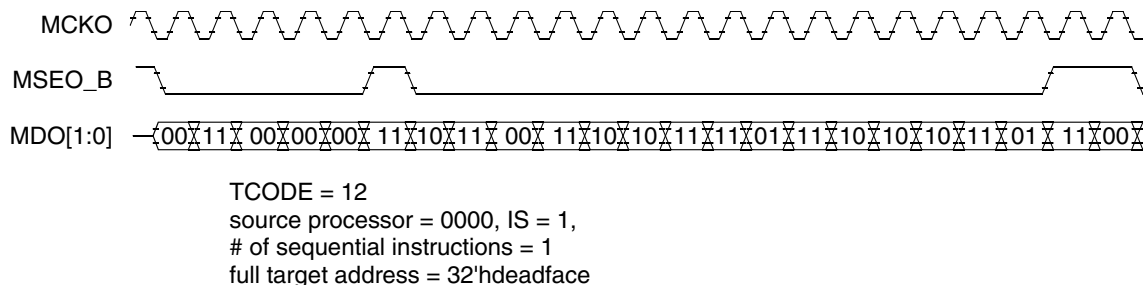 MCKO
MSEO_B
MDO[1:0] 00 11 00 00 00 11 10 11 00 11 10 10 11 11 01 11 10 10 10 11 01 11 00
TCODE = 12
source processor = 0000, IS = 1,
# of sequential instructions = 1
full target address = 32'hdeadface